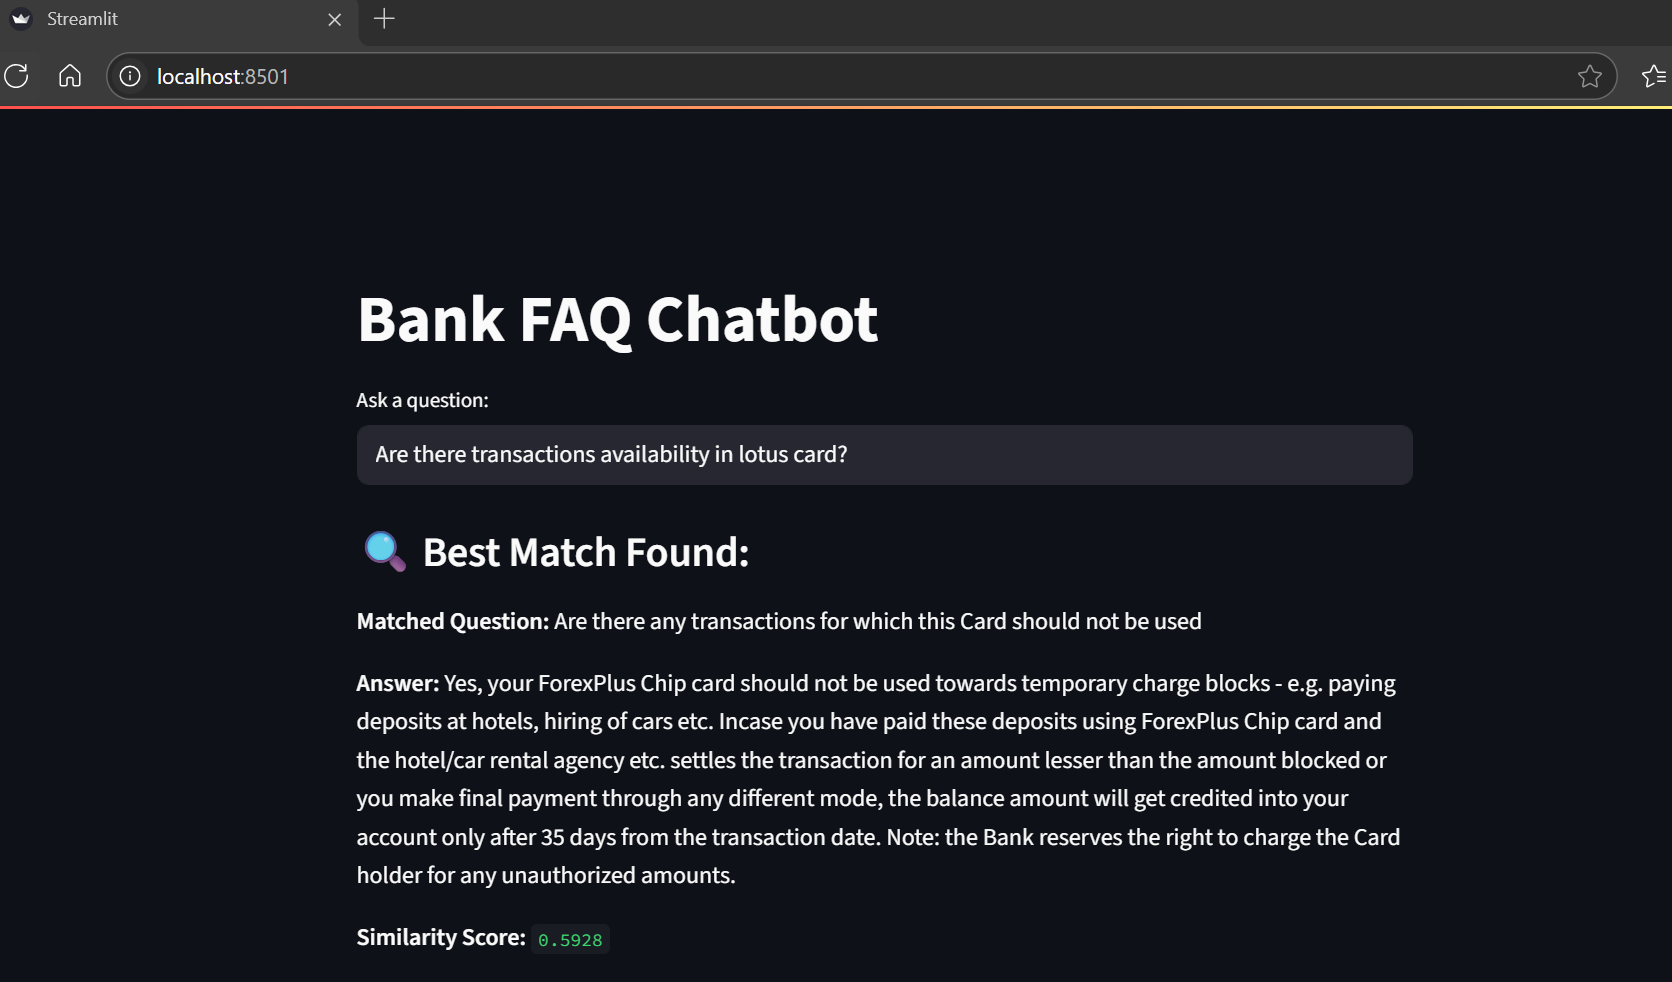 Streamlit
localhost:8501
Bank FAQ Chatbot
Ask a question:
Are there transactions availability in lotus card?
Best Match Found:
Matched Question: Are there any transactions for which this Card should not be used
Answer: Yes, your ForexPlus Chip card should not be used towards temporary charge blocks - e.g. paying
deposits at hotels, hiring of cars etc. Incase you have paid these deposits using ForexPlus Chip card and
the hotel/car rental agency etc. settles the transaction for an amount lesser than the amount blocked or
you make final payment through any different mode, the balance amount will get credited into your
account only after 35 days from the transaction date. Note: the Bank reserves the right to charge the Card
holder for any unauthorized amounts.
Similarity Score: 0.5928